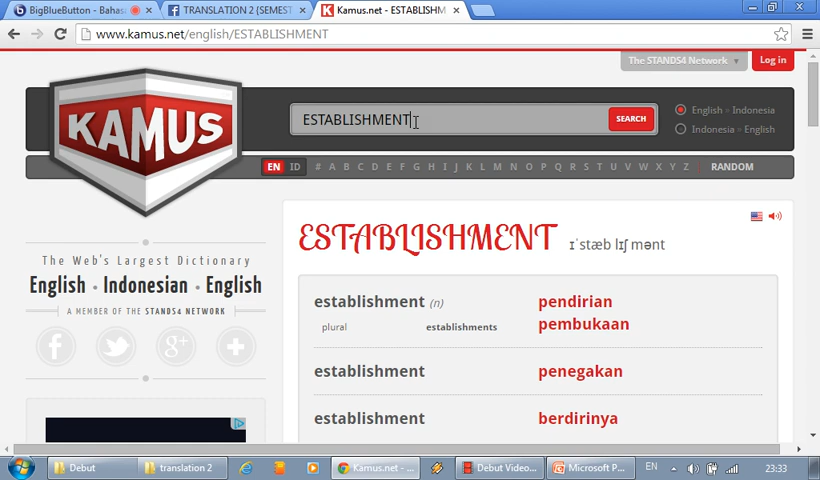 BigBlueButton - Bahas
TRANSLATION 2 (SEMEST
Kamus.net - ESTABLISHM
www.kamus.net/english/ESTABLISHMENT
The STANDS4 Network
Log in
KAMUS
ESTABLISHMENT
SEARCH
English » Indonesia
Indonesia » English
EN ID # A B C D E F G H I J K L M N O P Q R S T U V W X Y Z RANDOM
ESTABLISHMENT ɪˈstæb lɪʃ mənt
The Web's Largest Dictionary
English • Indonesian • English
A MEMBER OF THE STANDS4 NETWORK
establishment (n) pendirian
plural establishments pembukaan
establishment penegakan
establishment berdirinya
Debut
translation 2
Kamus.net - ...
Debut Video...
Microsoft P...
EN
23:33